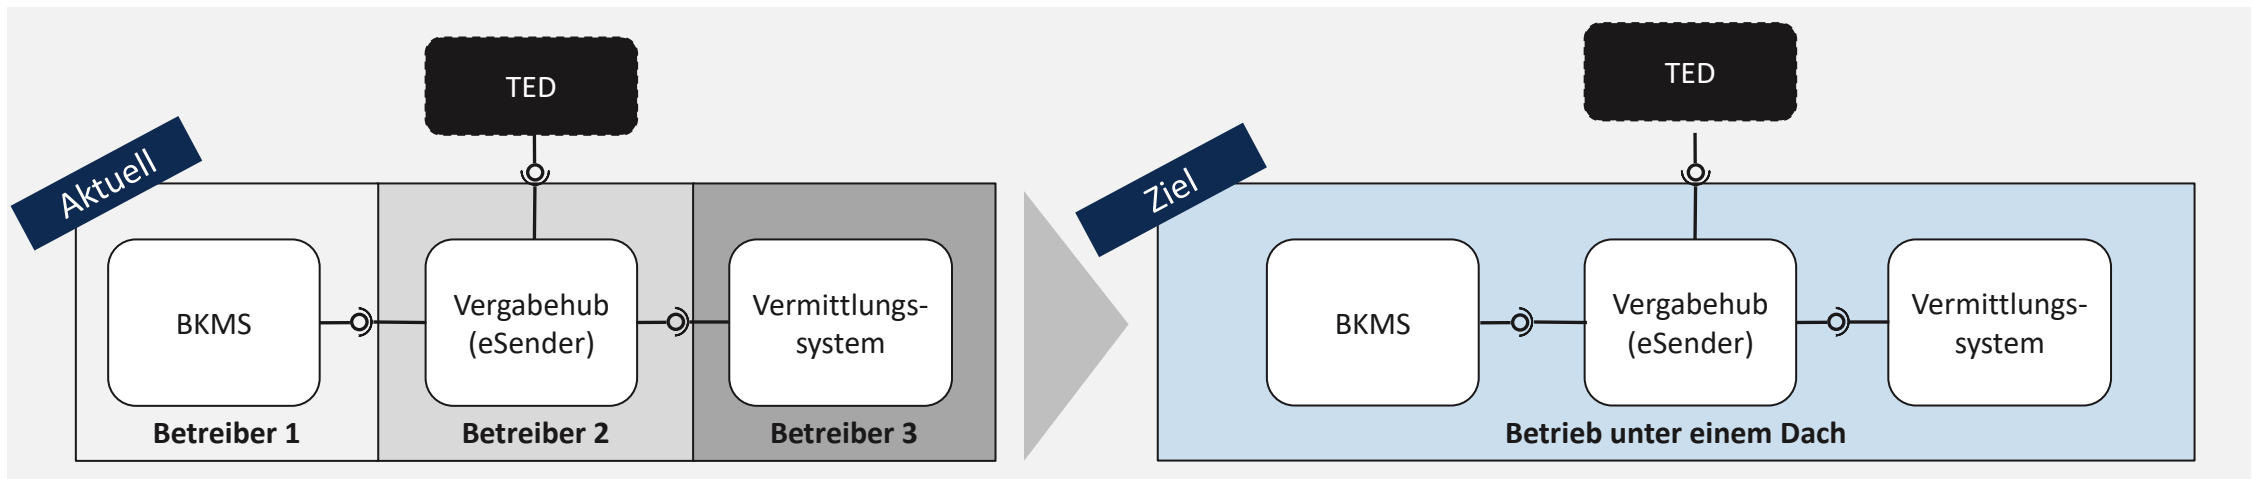 Aktuell
TED
BKMS
Vergabehub
(eSender)
Vermittlungs-
system
Betreiber 1
Betreiber 2
Betreiber 3
Ziel
TED
BKMS
Vergabehub
(eSender)
Vermittlungs-
system
Betrieb unter einem Dach